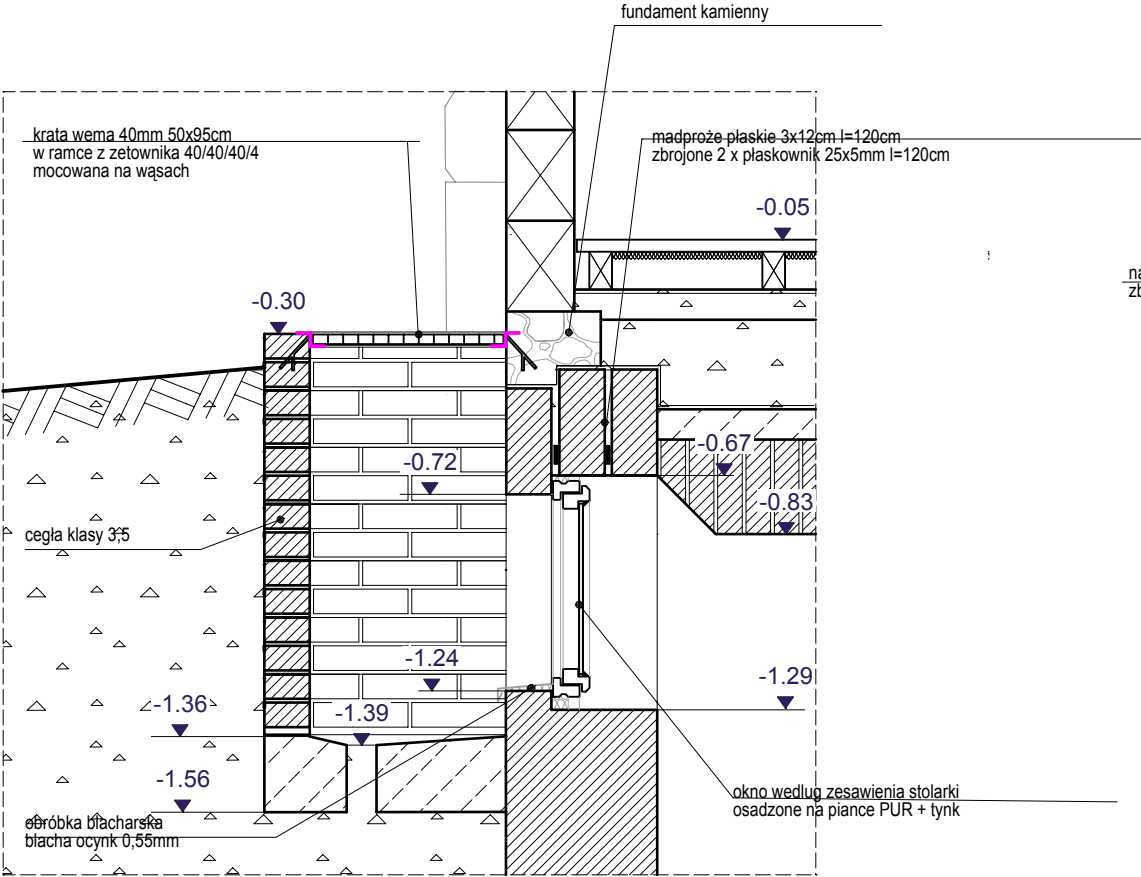 fundament kamienny
krata wema 40mm 50x95cm
w ramce z zetownika 40/40/40/4
mocowana na wąsach
madproże płaskie 3x12cm l=120cm
zbrojone 2 x płaskownik 25x5mm l=120cm
-0.05
na
zb
-0.30
-0.67
-0.72
-0.83
cegła klasy 3,5
-1.24
-1.29
-1.36
-1.39
-1.56
okno wedlug zesawienia stolarki
osadzone na piance PUR + tynk
obróbka blacharska
blacha ocynk 0,55mm